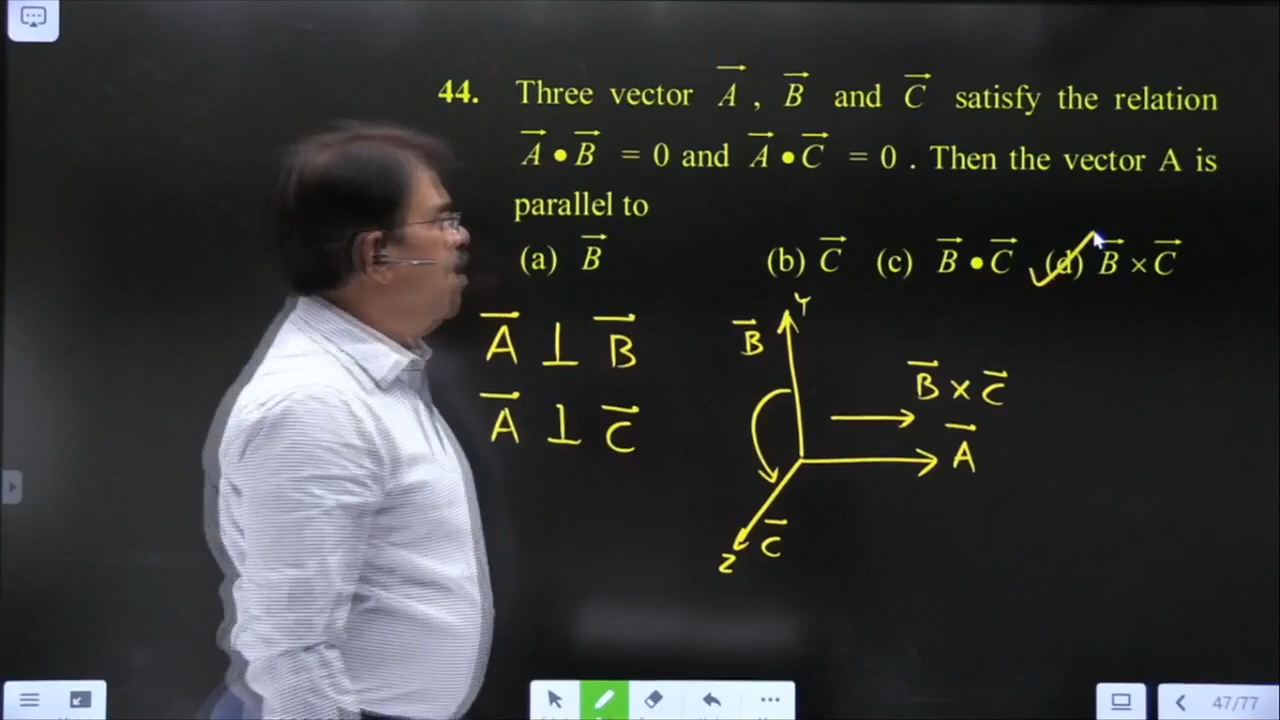 44. Three vector A⃗ , B⃗ and C⃗ satisfy the relation
A⃗ • B⃗ = 0 and A⃗ • C⃗ = 0 . Then the vector A is
parallel to
(a) B⃗ (b) C⃗ (c) B⃗ • C⃗ (d) B⃗ × C⃗
A⃗ ⊥ B⃗
A⃗ ⊥ C⃗
Y
B⃗
B⃗ × C⃗
A⃗
C⃗
Z
47/77